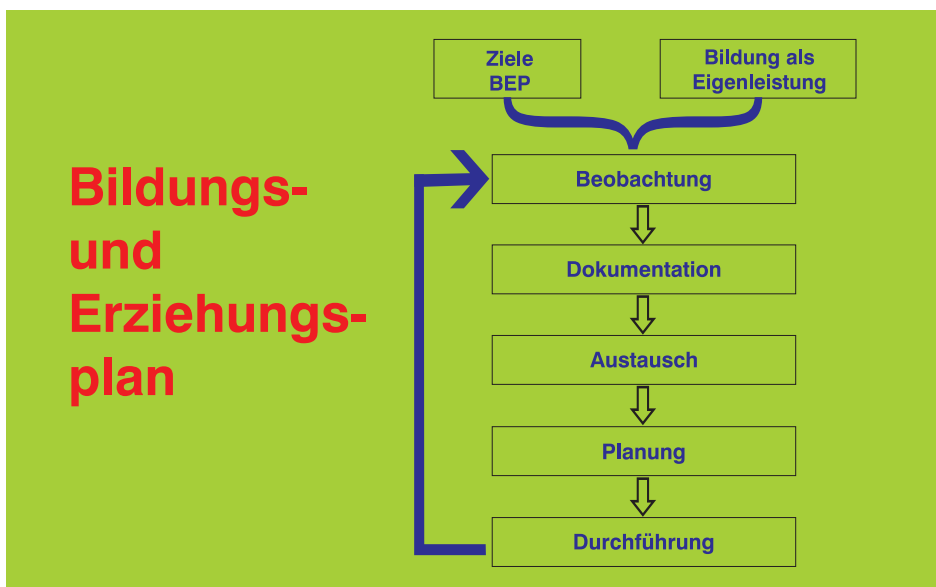 Bildungs-
und
Erziehungs-
plan
Ziele
BEP
Bildung als
Eigenleistung
Beobachtung
Dokumentation
Austausch
Planung
Durchführung